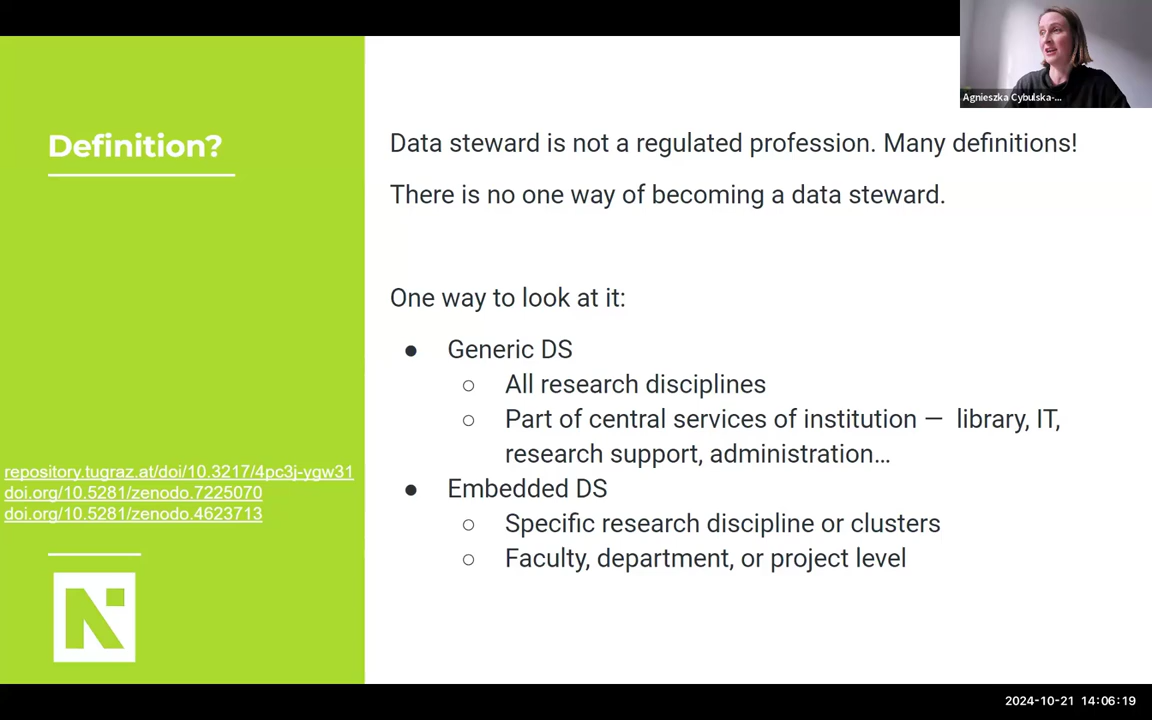 Agnieszka Cybulska-...
Definition?
Data steward is not a regulated profession. Many definitions!
There is no one way of becoming a data steward.
One way to look at it:
● Generic DS
○ All research disciplines
○ Part of central services of institution — library, IT,
research support, administration…
● Embedded DS
○ Specific research discipline or clusters
○ Faculty, department, or project level
repository.tugraz.at/doi/10.3217/4pc3j-ygw31
doi.org/10.5281/zenodo.7225070
doi.org/10.5281/zenodo.4623713
N
2024-10-21 14:06:19